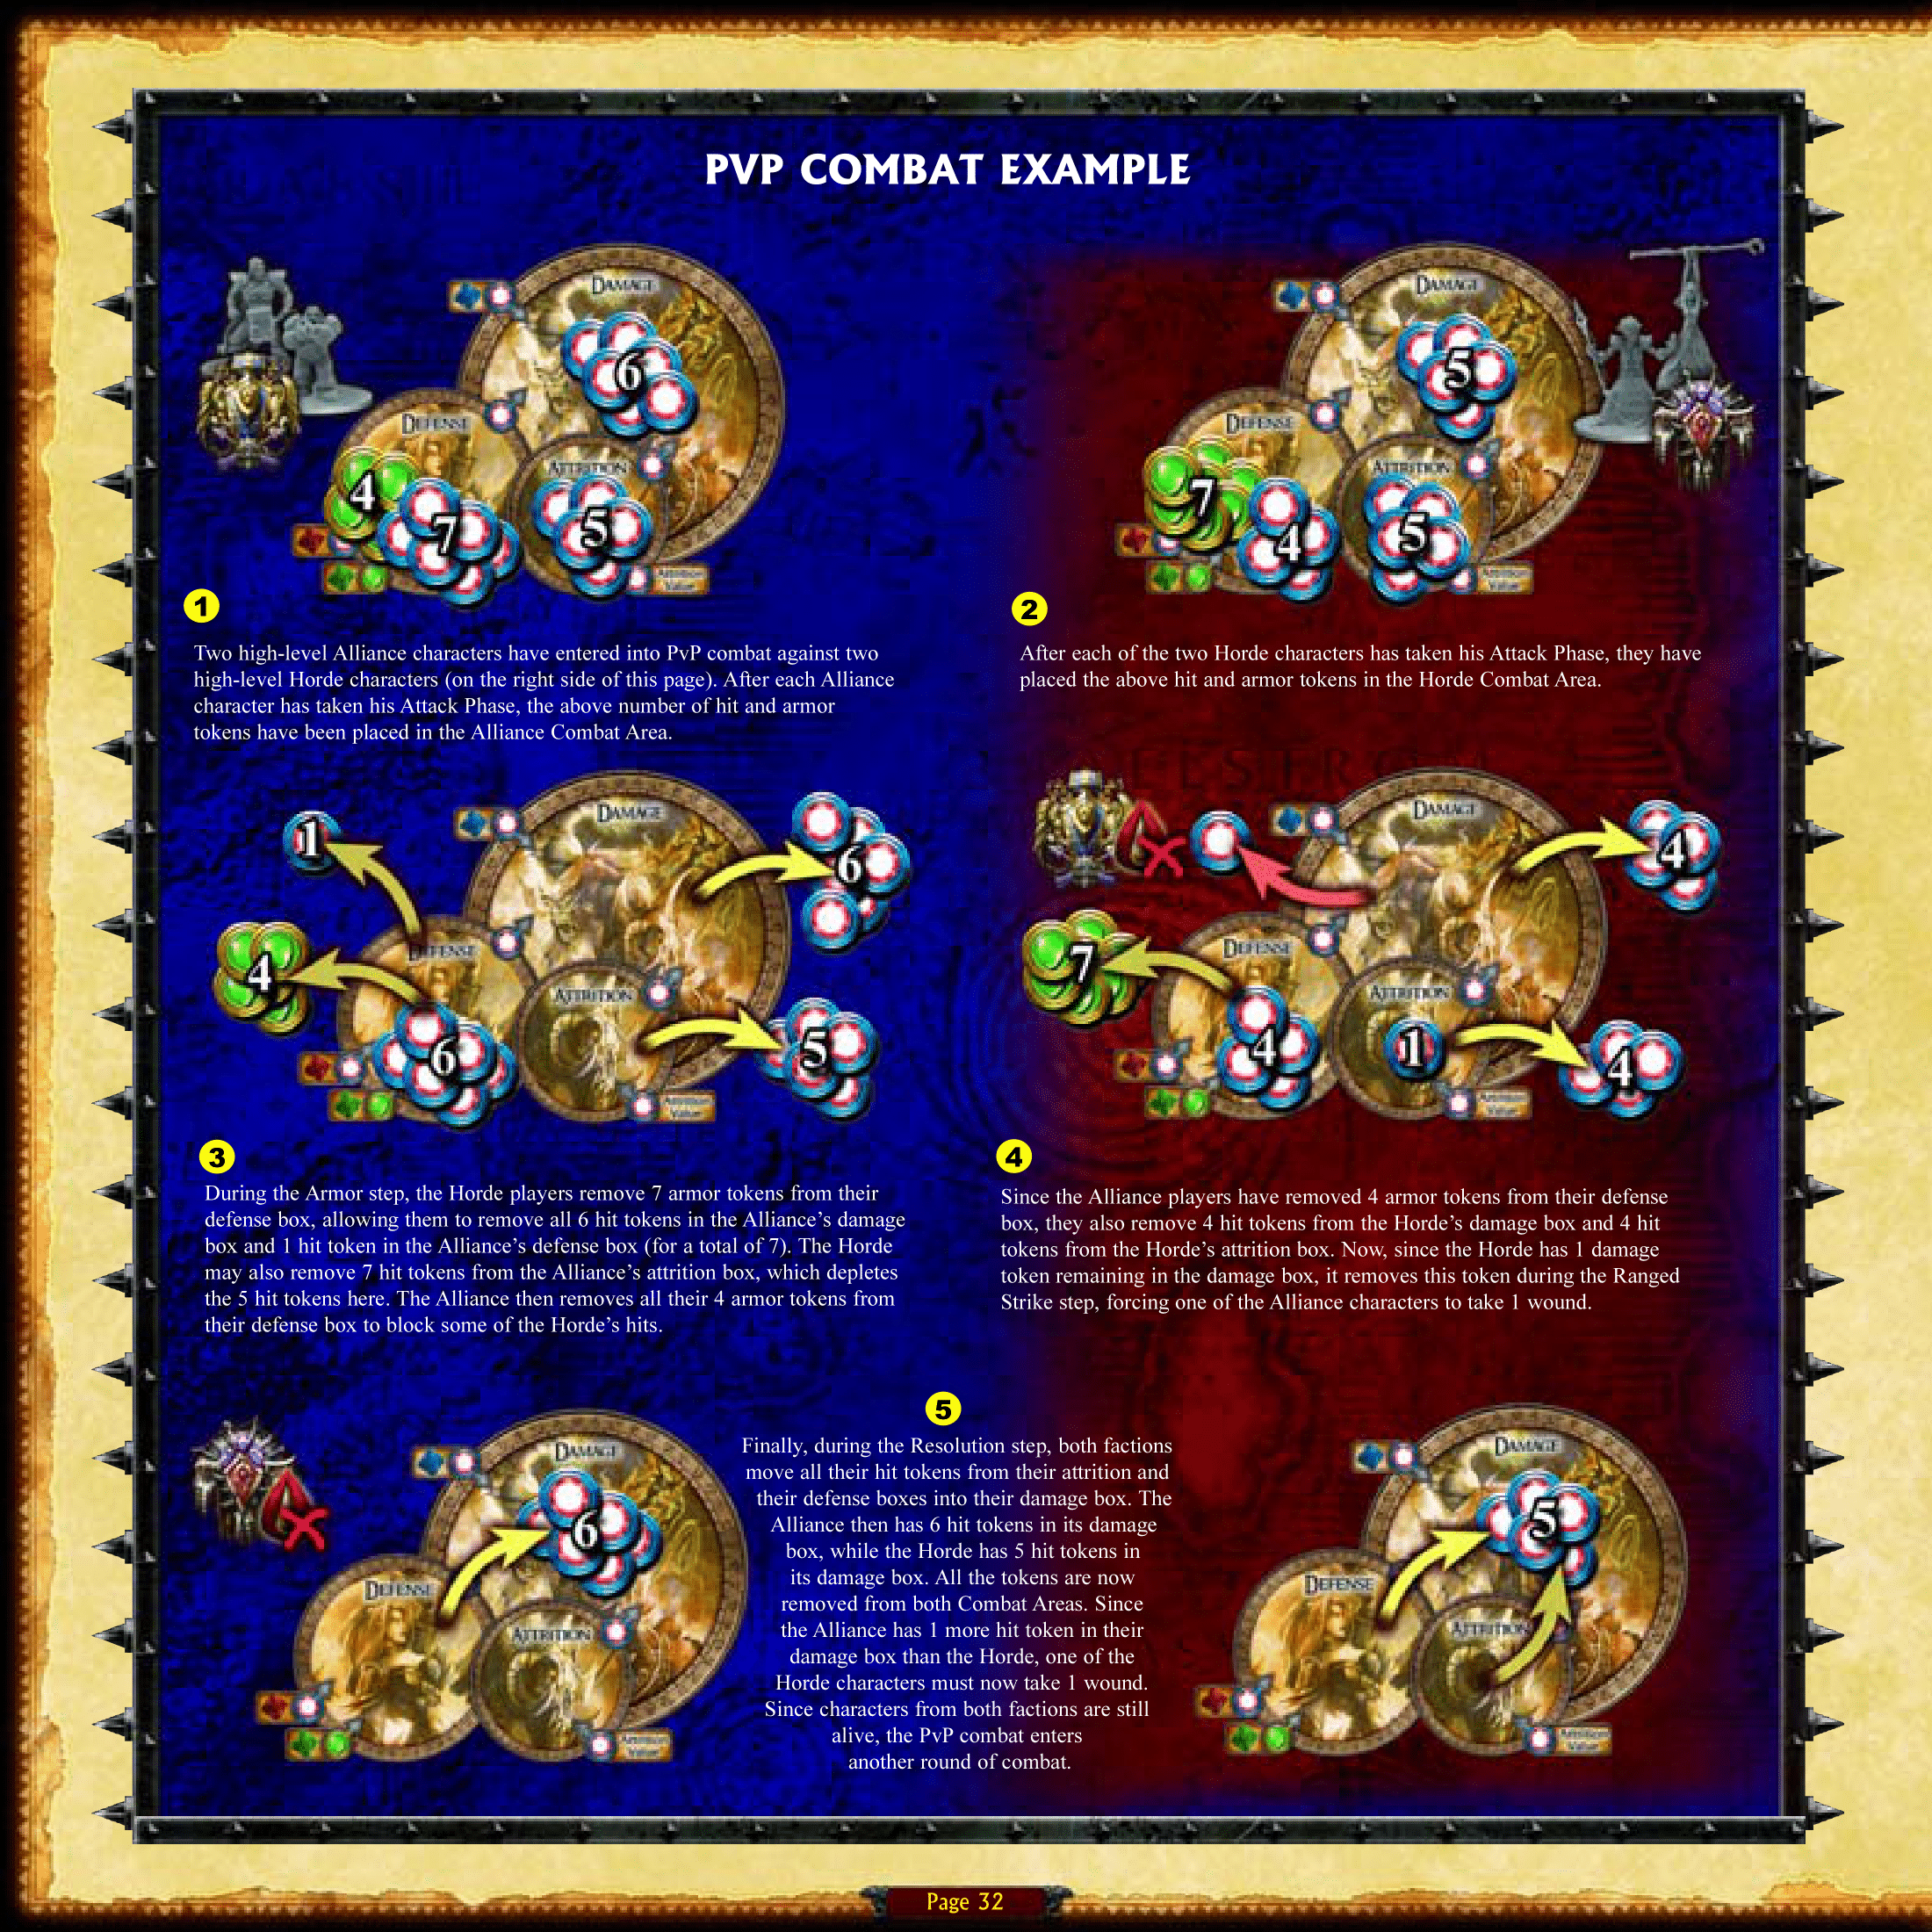 PVP COMBAT EXAMPLE
DAMAGE
6
DEFENSE
4
7
ATTRITION
5
Attrition
Value
DAMAGE
5
DEFENSE
7
4
ATTRITION
5
Attrition
Value
1
Two high-level Alliance characters have entered into PvP combat against two
high-level Horde characters (on the right side of this page). After each Alliance
character has taken his Attack Phase, the above number of hit and armor
tokens have been placed in the Alliance Combat Area.
2
After each of the two Horde characters has taken his Attack Phase, they have
placed the above hit and armor tokens in the Horde Combat Area.
1
DAMAGE
6
4
DEFENSE
6
ATTRITION
5
Attrition
Value
DAMAGE
4
7
DEFENSE
4
ATTRITION
1
4
Attrition
Value
3
During the Armor step, the Horde players remove 7 armor tokens from their
defense box, allowing them to remove all 6 hit tokens in the Alliance’s damage
box and 1 hit token in the Alliance’s defense box (for a total of 7). The Horde
may also remove 7 hit tokens from the Alliance’s attrition box, which depletes
the 5 hit tokens here. The Alliance then removes all their 4 armor tokens from
their defense box to block some of the Horde’s hits.
4
Since the Alliance players have removed 4 armor tokens from their defense
box, they also remove 4 hit tokens from the Horde’s damage box and 4 hit
tokens from the Horde’s attrition box. Now, since the Horde has 1 damage
token remaining in the damage box, it removes this token during the Ranged
Strike step, forcing one of the Alliance characters to take 1 wound.
DAMAGE
6
DEFENSE
ATTRITION
Attrition
Value
5
Finally, during the Resolution step, both factions
move all their hit tokens from their attrition and
their defense boxes into their damage box. The
Alliance then has 6 hit tokens in its damage
box, while the Horde has 5 hit tokens in
its damage box. All the tokens are now
removed from both Combat Areas. Since
the Alliance has 1 more hit token in their
damage box than the Horde, one of the
Horde characters must now take 1 wound.
Since characters from both factions are still
alive, the PvP combat enters
another round of combat.
DAMAGE
5
DEFENSE
ATTRITION
Attrition
Value
Page 32